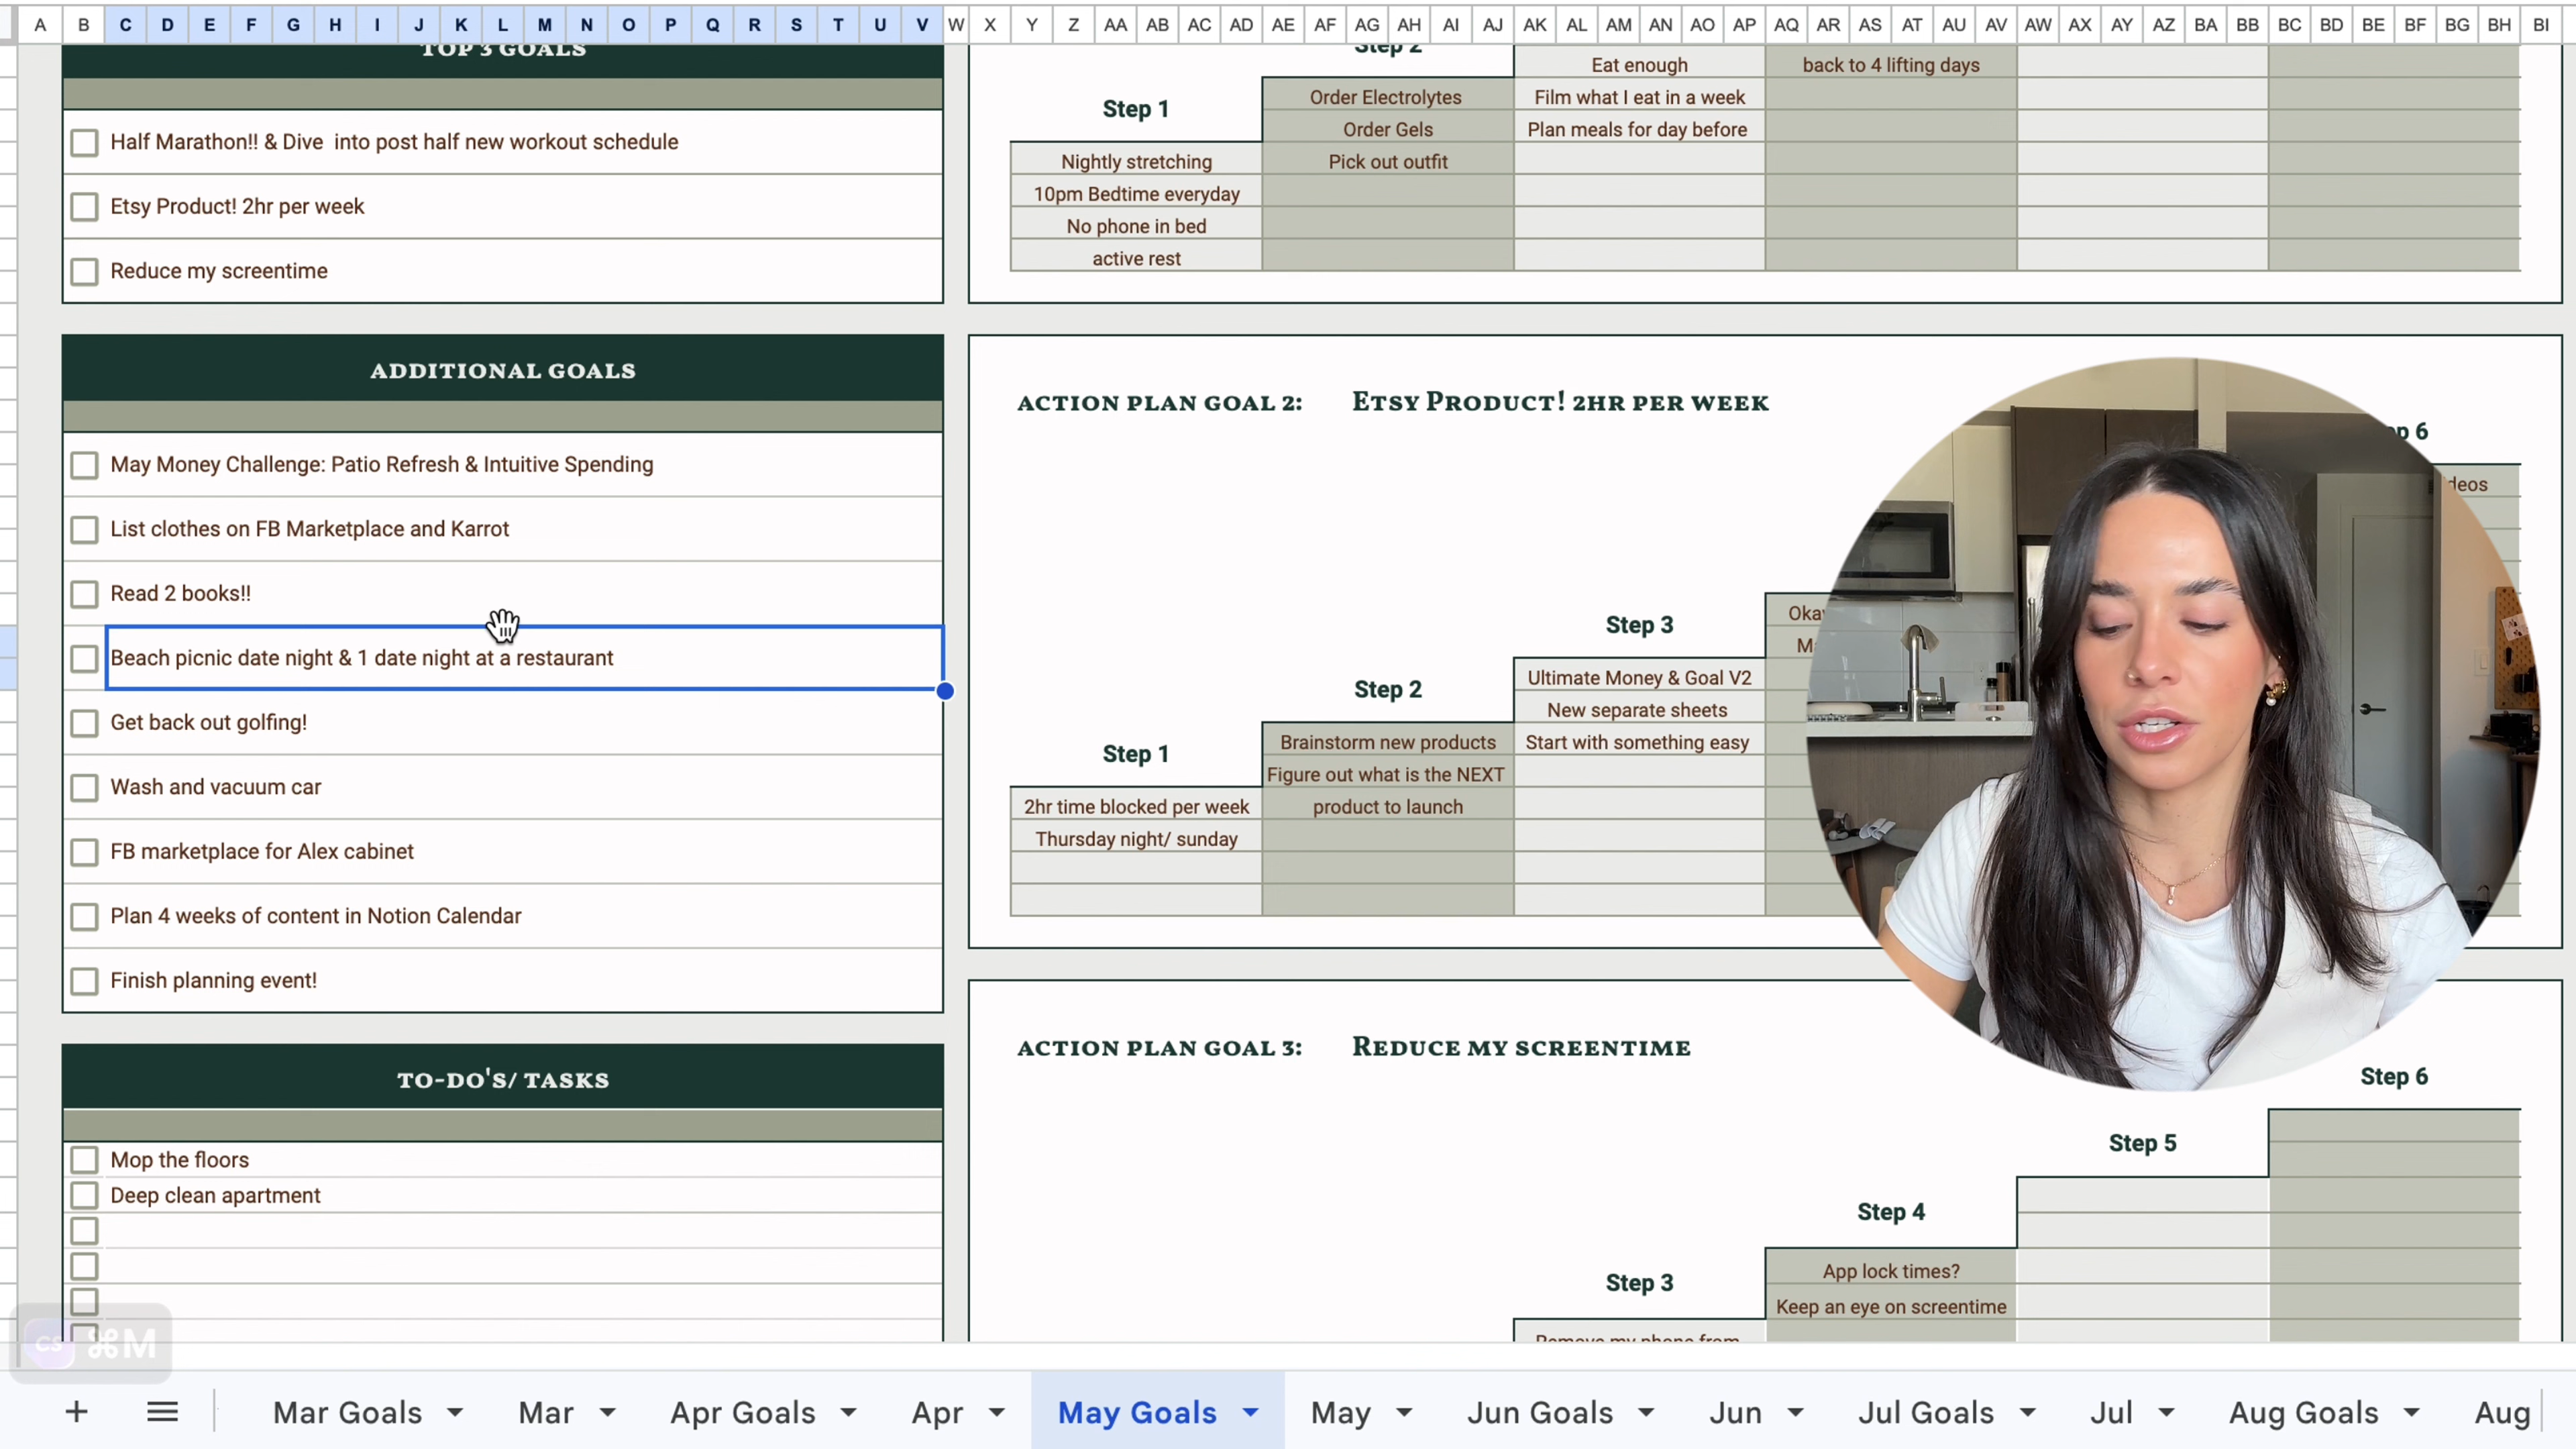 A B C D E F G H I J K L M N O P Q R S T U V W X Y Z AA AB AC AD AE AF AG AH AI AJ AK AL AM AN AO AP AQ AR AS AT AU AV AW AX AY AZ BA BB BC BD BE BF BG BH BI
TOP 3 GOALS
Half Marathon!! & Dive into post half new workout schedule
Etsy Product! 2hr per week
Reduce my screentime
Step 1
Nightly stretching
10pm Bedtime everyday
No phone in bed
active rest
Step 2
Order Electrolytes
Order Gels
Pick out outfit
Eat enough
Film what I eat in a week
Plan meals for day before
back to 4 lifting days
ADDITIONAL GOALS
May Money Challenge: Patio Refresh & Intuitive Spending
List clothes on FB Marketplace and Karrot
Read 2 books!!
Beach picnic date night & 1 date night at a restaurant
Get back out golfing!
Wash and vacuum car
FB marketplace for Alex cabinet
Plan 4 weeks of content in Notion Calendar
Finish planning event!
ACTION PLAN GOAL 2: ETSY PRODUCT! 2HR PER WEEK
Step 1
2hr time blocked per week
Thursday night/ sunday
Step 2
Brainstorm new products
Figure out what is the NEXT
product to launch
Step 3
Ultimate Money & Goal V2
New separate sheets
Start with something easy
p 6
deos
TO-DO'S/ TASKS
Mop the floors
Deep clean apartment
ACTION PLAN GOAL 3: REDUCE MY SCREENTIME
Step 3
Remove my phone from
Step 4
App lock times?
Keep an eye on screentime
Step 5
Step 6
CS ⌘M
Mar Goals Mar Apr Goals Apr May Goals May Jun Goals Jun Jul Goals Jul Aug Goals Aug